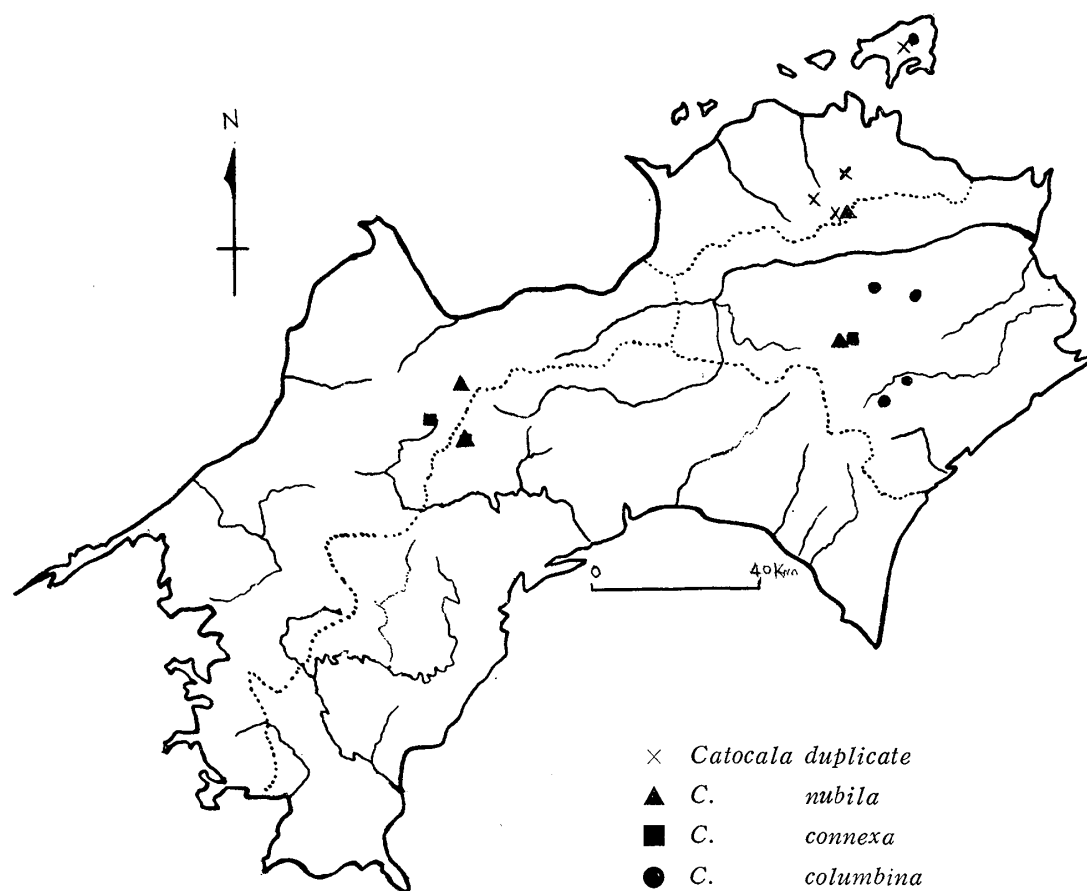 N
0 40Km
× Catocala duplicate
▲ C. nubila
■ C. connexa
● C. columbina